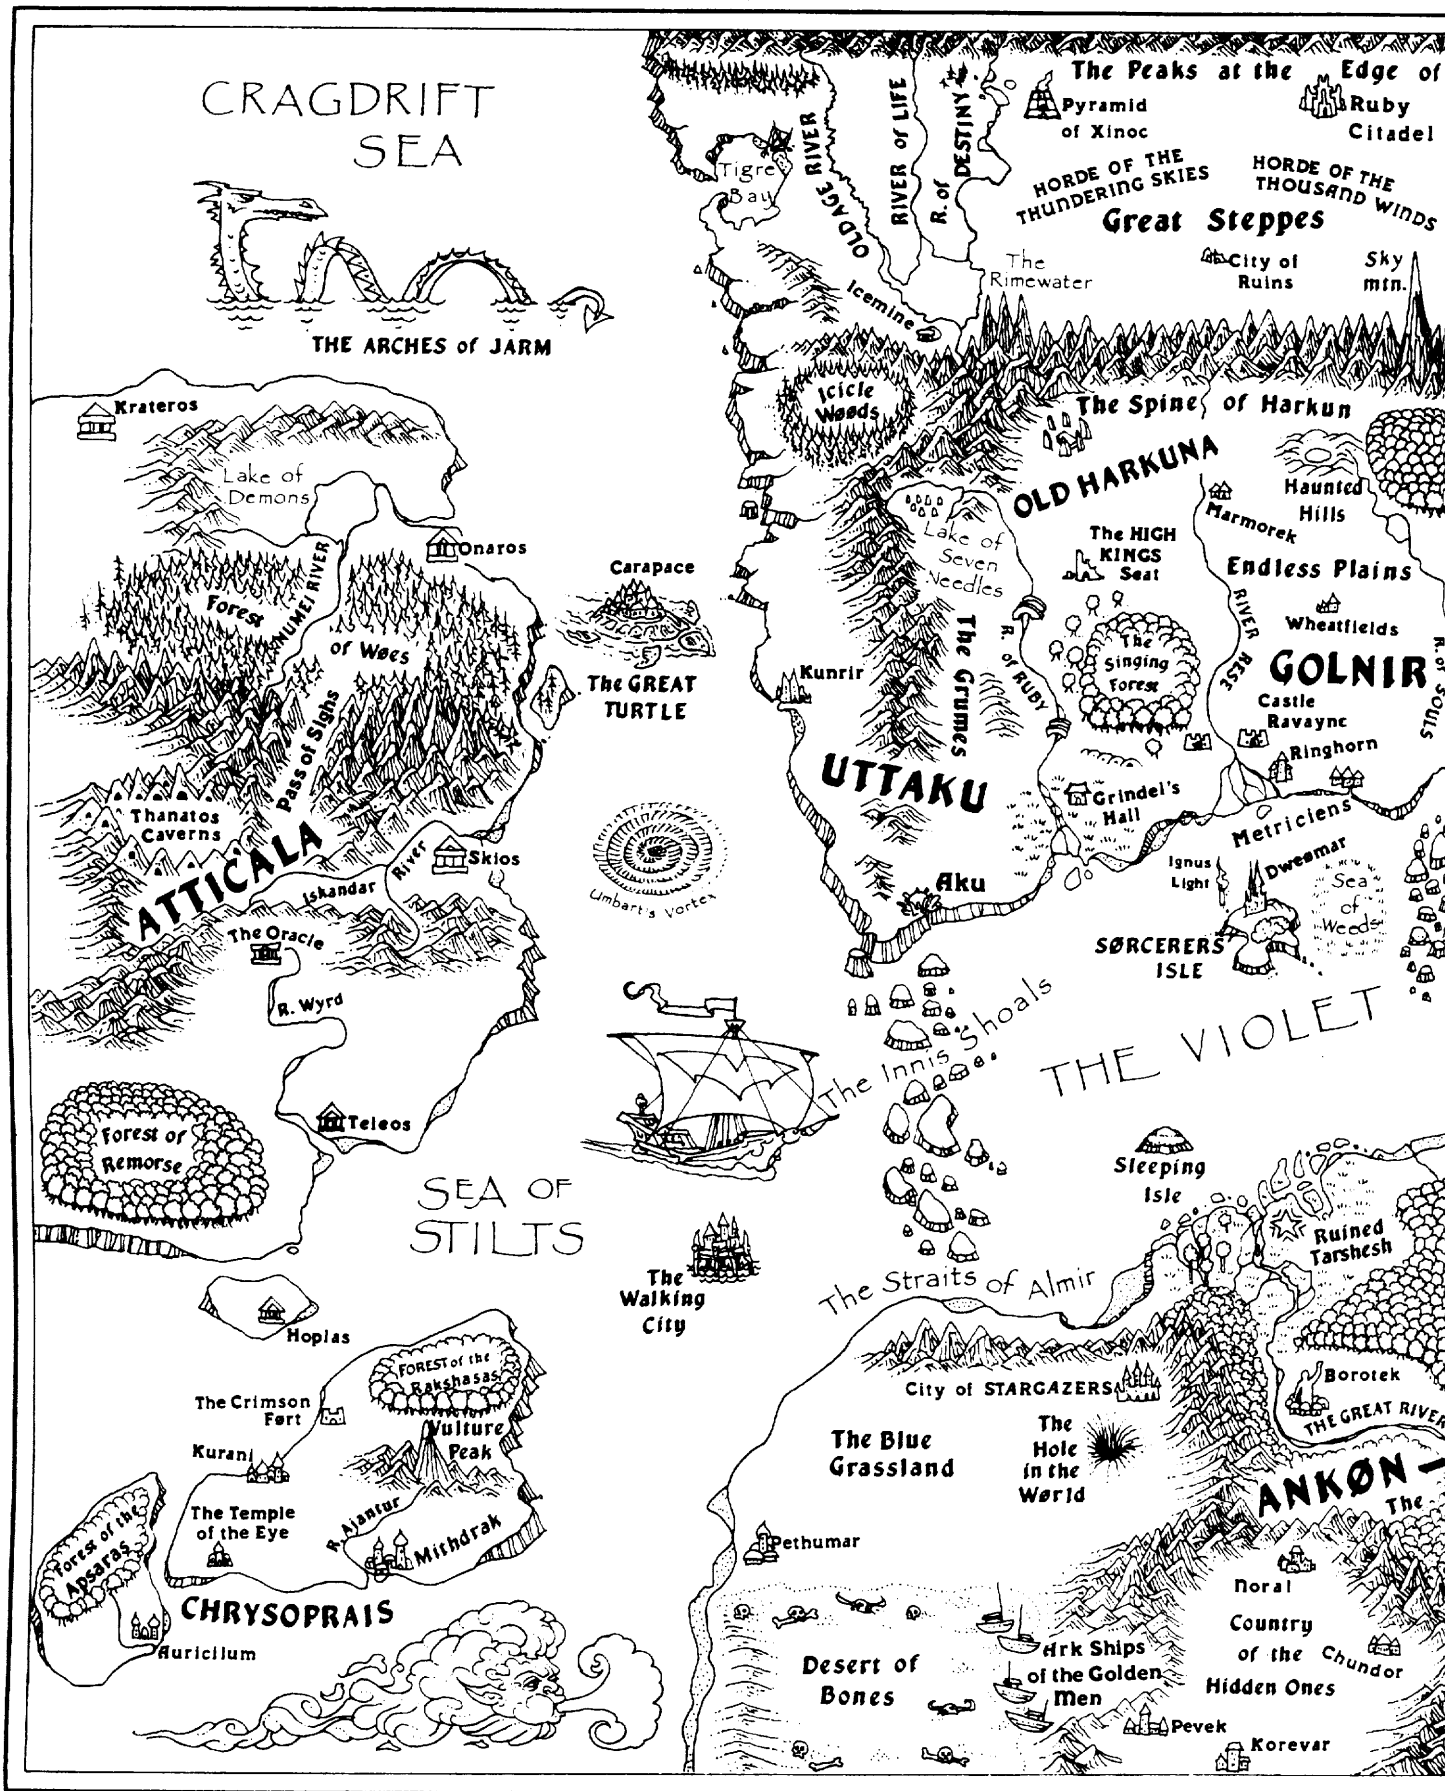 CRAGDRIFT
SEA
THE ARCHES of JARM
Tigre
Bay
OLDAGE RIVER
RIVER of LIFE
R. of DESTINY
The Peaks at the Edge of
Pyramid
of Xinoc
Ruby
Citadel
HORDE OF THE
THUNDERING SKIES
HORDE OF THE
THOUSAND WINDS
Great Steppes
City of
Ruins
Sky
mtn.
The
Rimewater
Icemine
Icicle
Wøøds
The Spine of Harkun
OLD HARKUNA
Haunted
Hills
Marmorek
Krateros
Lake of
Demons
Onaros
NUMEI RIVER
Forest
of Wøes
Pass of Sighs
Thanatos
Caverns
ATTICALA
Iskandar River
Skios
The Oracle
R. Wyrd
Teleos
Forest of
Remorse
Carapace
The GREAT
TURTLE
Umbart's Vortex
Kunrir
Lake of
Seven
Needles
The Grumes
R. of RUBY
UTTAKU
Aku
The HIGH
KINGS
Seat
Endless Plains
Wheatfields
RIVER RESE
The
Singing
Forest
GOLNIR
R. of SOULS
Castle
Ravayne
Ringhorn
Grindel's
Hall
Metriciens
Ignus
Light
Dweømar
Sea
of
Weeds
SØRCERERS
ISLE
The Innis Shoals
THE VIOLET
Sleeping
Isle
Ruined
Tarshesh
SEA OF
STILTS
The
Walking
City
The Straits of Almir
Hoplas
FOREST of the
Rakshasas
The Crimson
Ført
Vulture
Peak
Kurani
The Temple
of the Eye
R. Ajantur
Mithdrak
Forest of the
Apsaras
CHRYSOPRAIS
Auricilum
City of STARGAZERS
Borotek
THE GREAT RIVER
The Blue
Grassland
The
Hole
in the
Wørld
ANKØN—
The
Pethumar
Noral
Country
of the
Hidden Ones
Chundor
Desert of
Bones
Ark Ships
of the Golden
Men
Pevek
Korevar